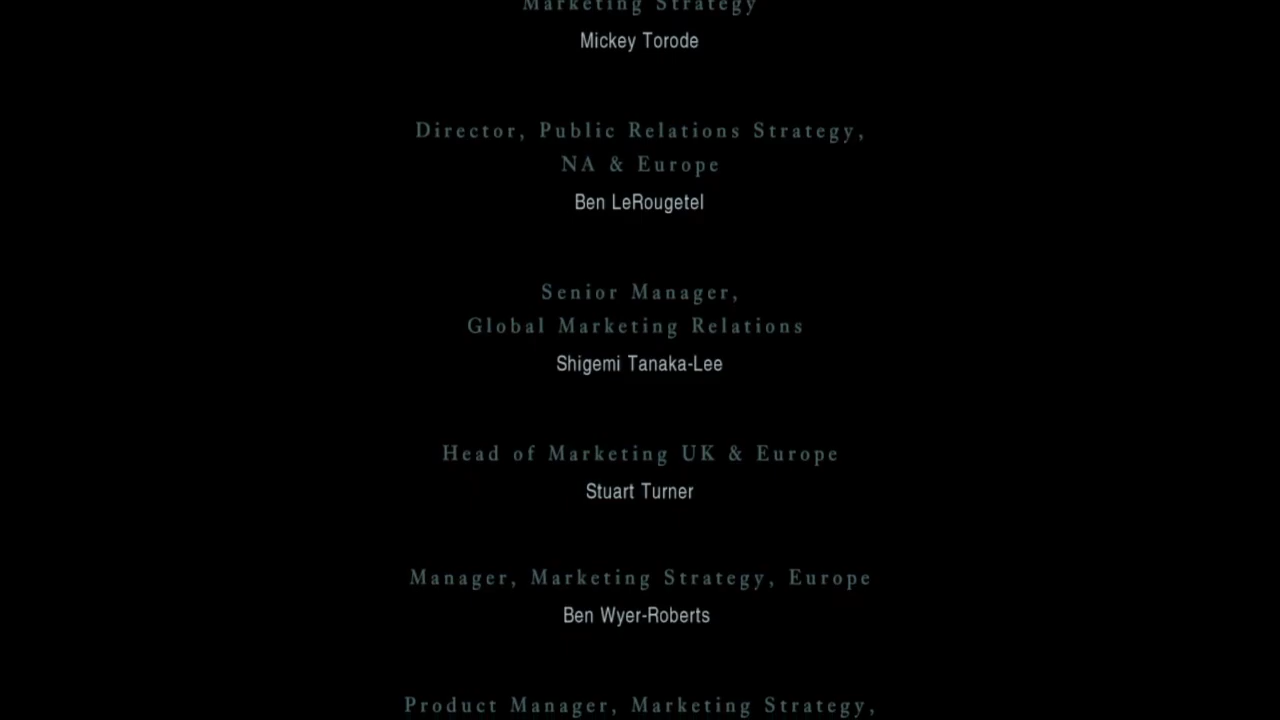 Marketing Strategy
Mickey Torode
Director, Public Relations Strategy,
NA & Europe
Ben LeRougetel
Senior Manager,
Global Marketing Relations
Shigemi Tanaka-Lee
Head of Marketing UK & Europe
Stuart Turner
Manager, Marketing Strategy, Europe
Ben Wyer-Roberts
Product Manager, Marketing Strategy,